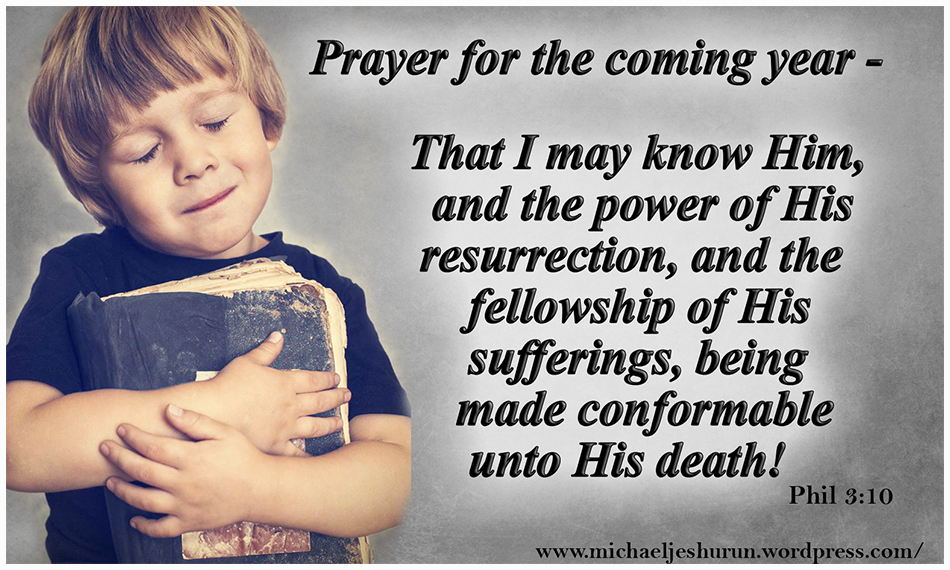 Prayer for the coming year -
That I may know Him,
and the power of His
resurrection, and the
fellowship of His
sufferings, being
made conformable
unto His death!
Phil 3:10
www.michaeljeshurun.wordpress.com/